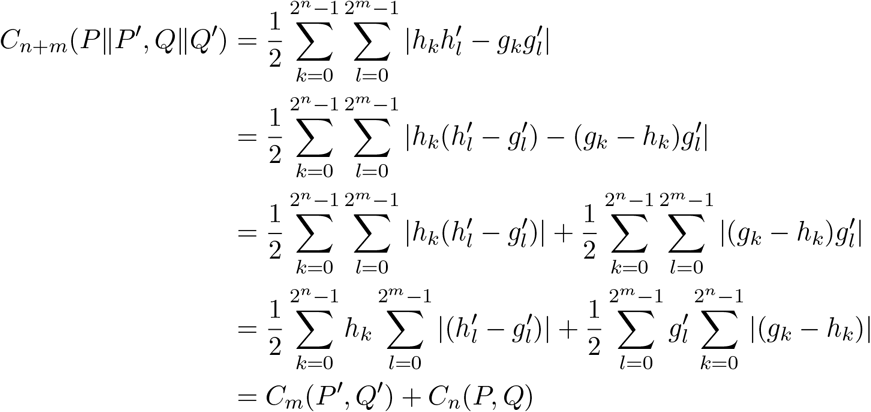 $C_{n+m}(P\|P', Q\|Q') = \frac{1}{2} \sum_{k=0}^{2^n-1} \sum_{l=0}^{2^m-1} |h_k h'_l - g_k g'_l|$
$= \frac{1}{2} \sum_{k=0}^{2^n-1} \sum_{l=0}^{2^m-1} |h_k(h'_l - g'_l) - (g_k - h_k)g'_l|$
$= \frac{1}{2} \sum_{k=0}^{2^n-1} \sum_{l=0}^{2^m-1} |h_k(h'_l - g'_l)| + \frac{1}{2} \sum_{k=0}^{2^n-1} \sum_{l=0}^{2^m-1} |(g_k - h_k)g'_l|$
$= \frac{1}{2} \sum_{k=0}^{2^n-1} h_k \sum_{l=0}^{2^m-1} |(h'_l - g'_l)| + \frac{1}{2} \sum_{l=0}^{2^m-1} g'_l \sum_{k=0}^{2^n-1} |(g_k - h_k)|$
$= C_m(P', Q') + C_n(P, Q)$